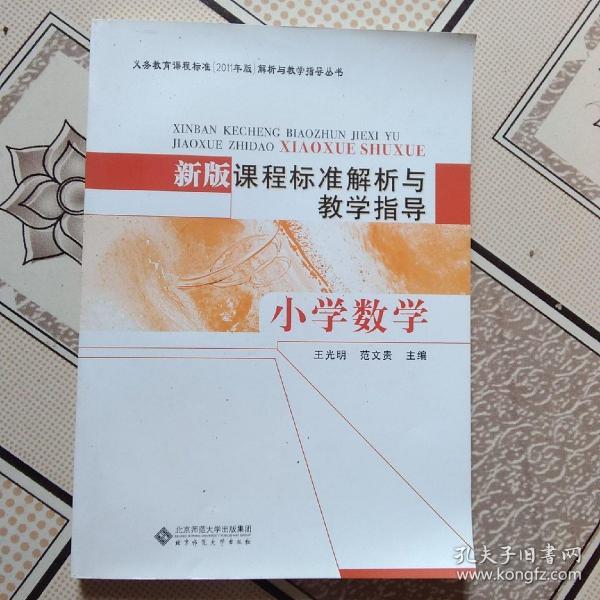 义务教育课程标准(2011年版)解析与教学指导丛书
XINBAN KECHENG BIAOZHUN JIEXI YU
JIAOXUE ZHIDAO XIAOXUE SHUXUE
新版课程标准解析与
教学指导
小学数学
王光明 范文贵 主编
北京师范大学出版集团
北京师范大学出版社
孔夫子旧书网
www.kongfz.com